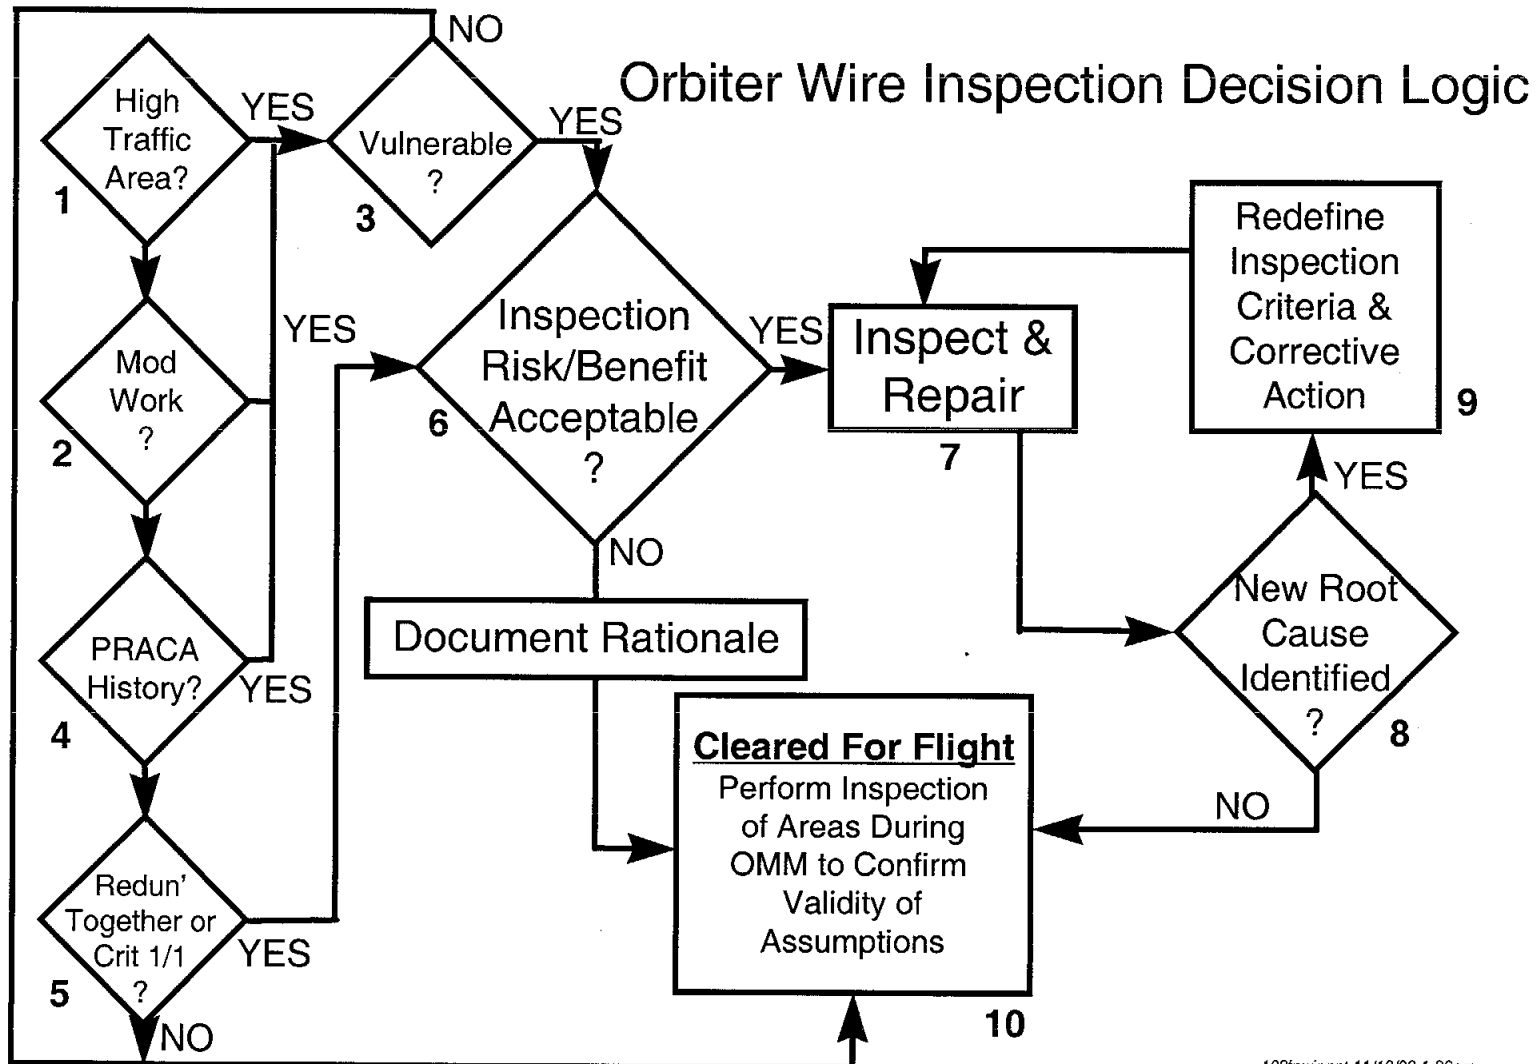 NO
Orbiter Wire Inspection Decision Logic
High
Traffic
Area?
YES
1
Vulnerable
?
YES
3
Mod
Work
?
YES
2
Inspection
Risk/Benefit
Acceptable
?
YES
6
NO
Inspect &
Repair
7
Redefine
Inspection
Criteria &
Corrective
Action
9
YES
PRACA
History?
YES
4
Document Rationale
New Root
Cause
Identified
?
8
NO
Redun'
Together or
Crit 1/1
?
YES
5
NO
Cleared For Flight
Perform Inspection
of Areas During
OMM to Confirm
Validity of
Assumptions
10